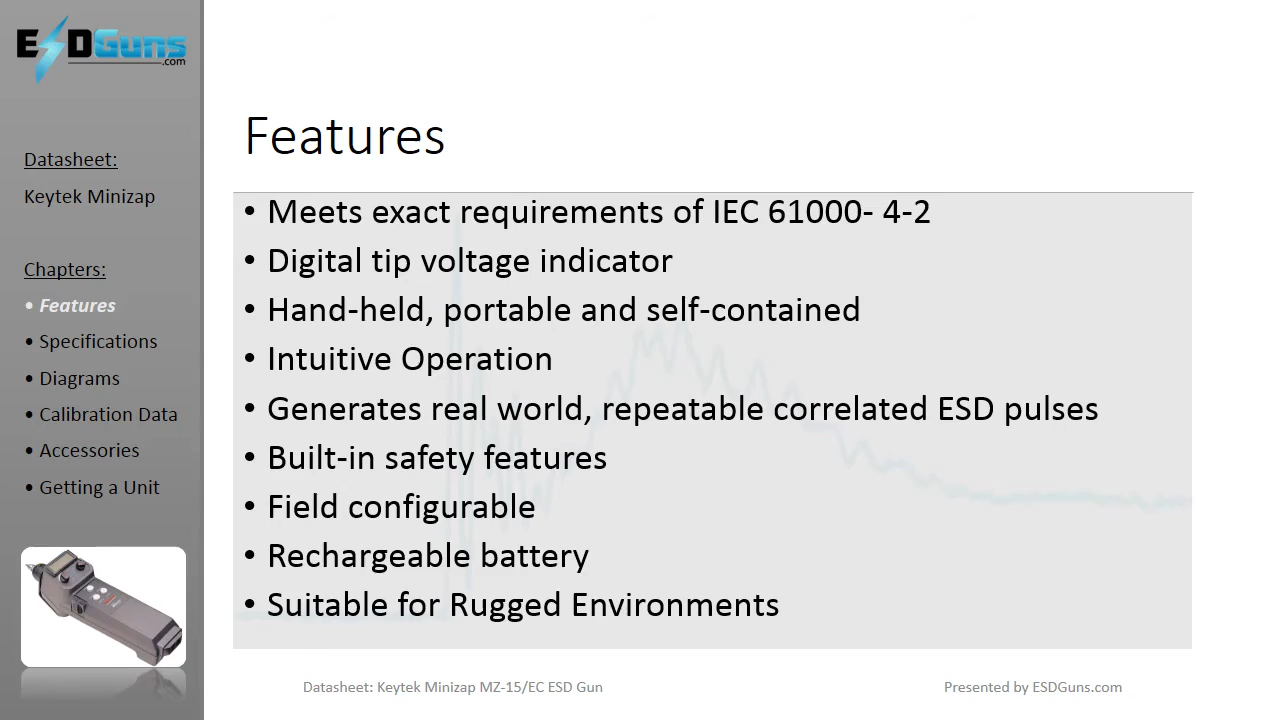 ESDGuns
.com
Datasheet:
Keytek Minizap
Chapters:
• Features
• Specifications
• Diagrams
• Calibration Data
• Accessories
• Getting a Unit
Features
• Meets exact requirements of IEC 61000- 4-2
• Digital tip voltage indicator
• Hand-held, portable and self-contained
• Intuitive Operation
• Generates real world, repeatable correlated ESD pulses
• Built-in safety features
• Field configurable
• Rechargeable battery
• Suitable for Rugged Environments
Datasheet: Keytek Minizap MZ-15/EC ESD Gun
Presented by ESDGuns.com